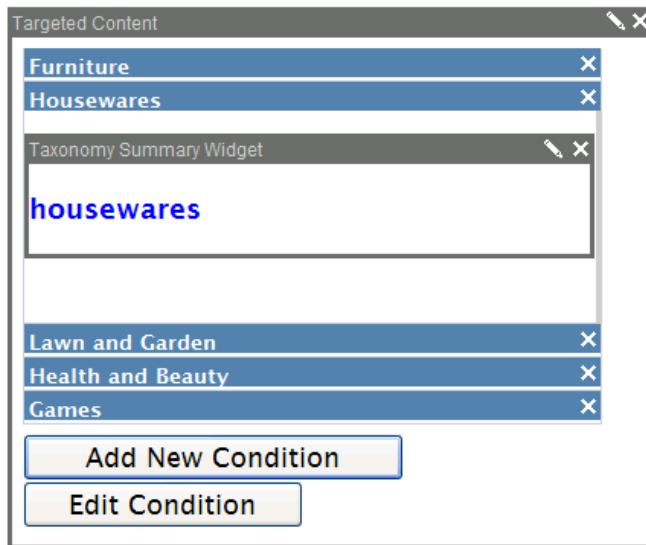 Targeted Content
Furniture
Housewares
Taxonomy Summary Widget
housewares
Lawn and Garden
Health and Beauty
Games
Add New Condition
Edit Condition